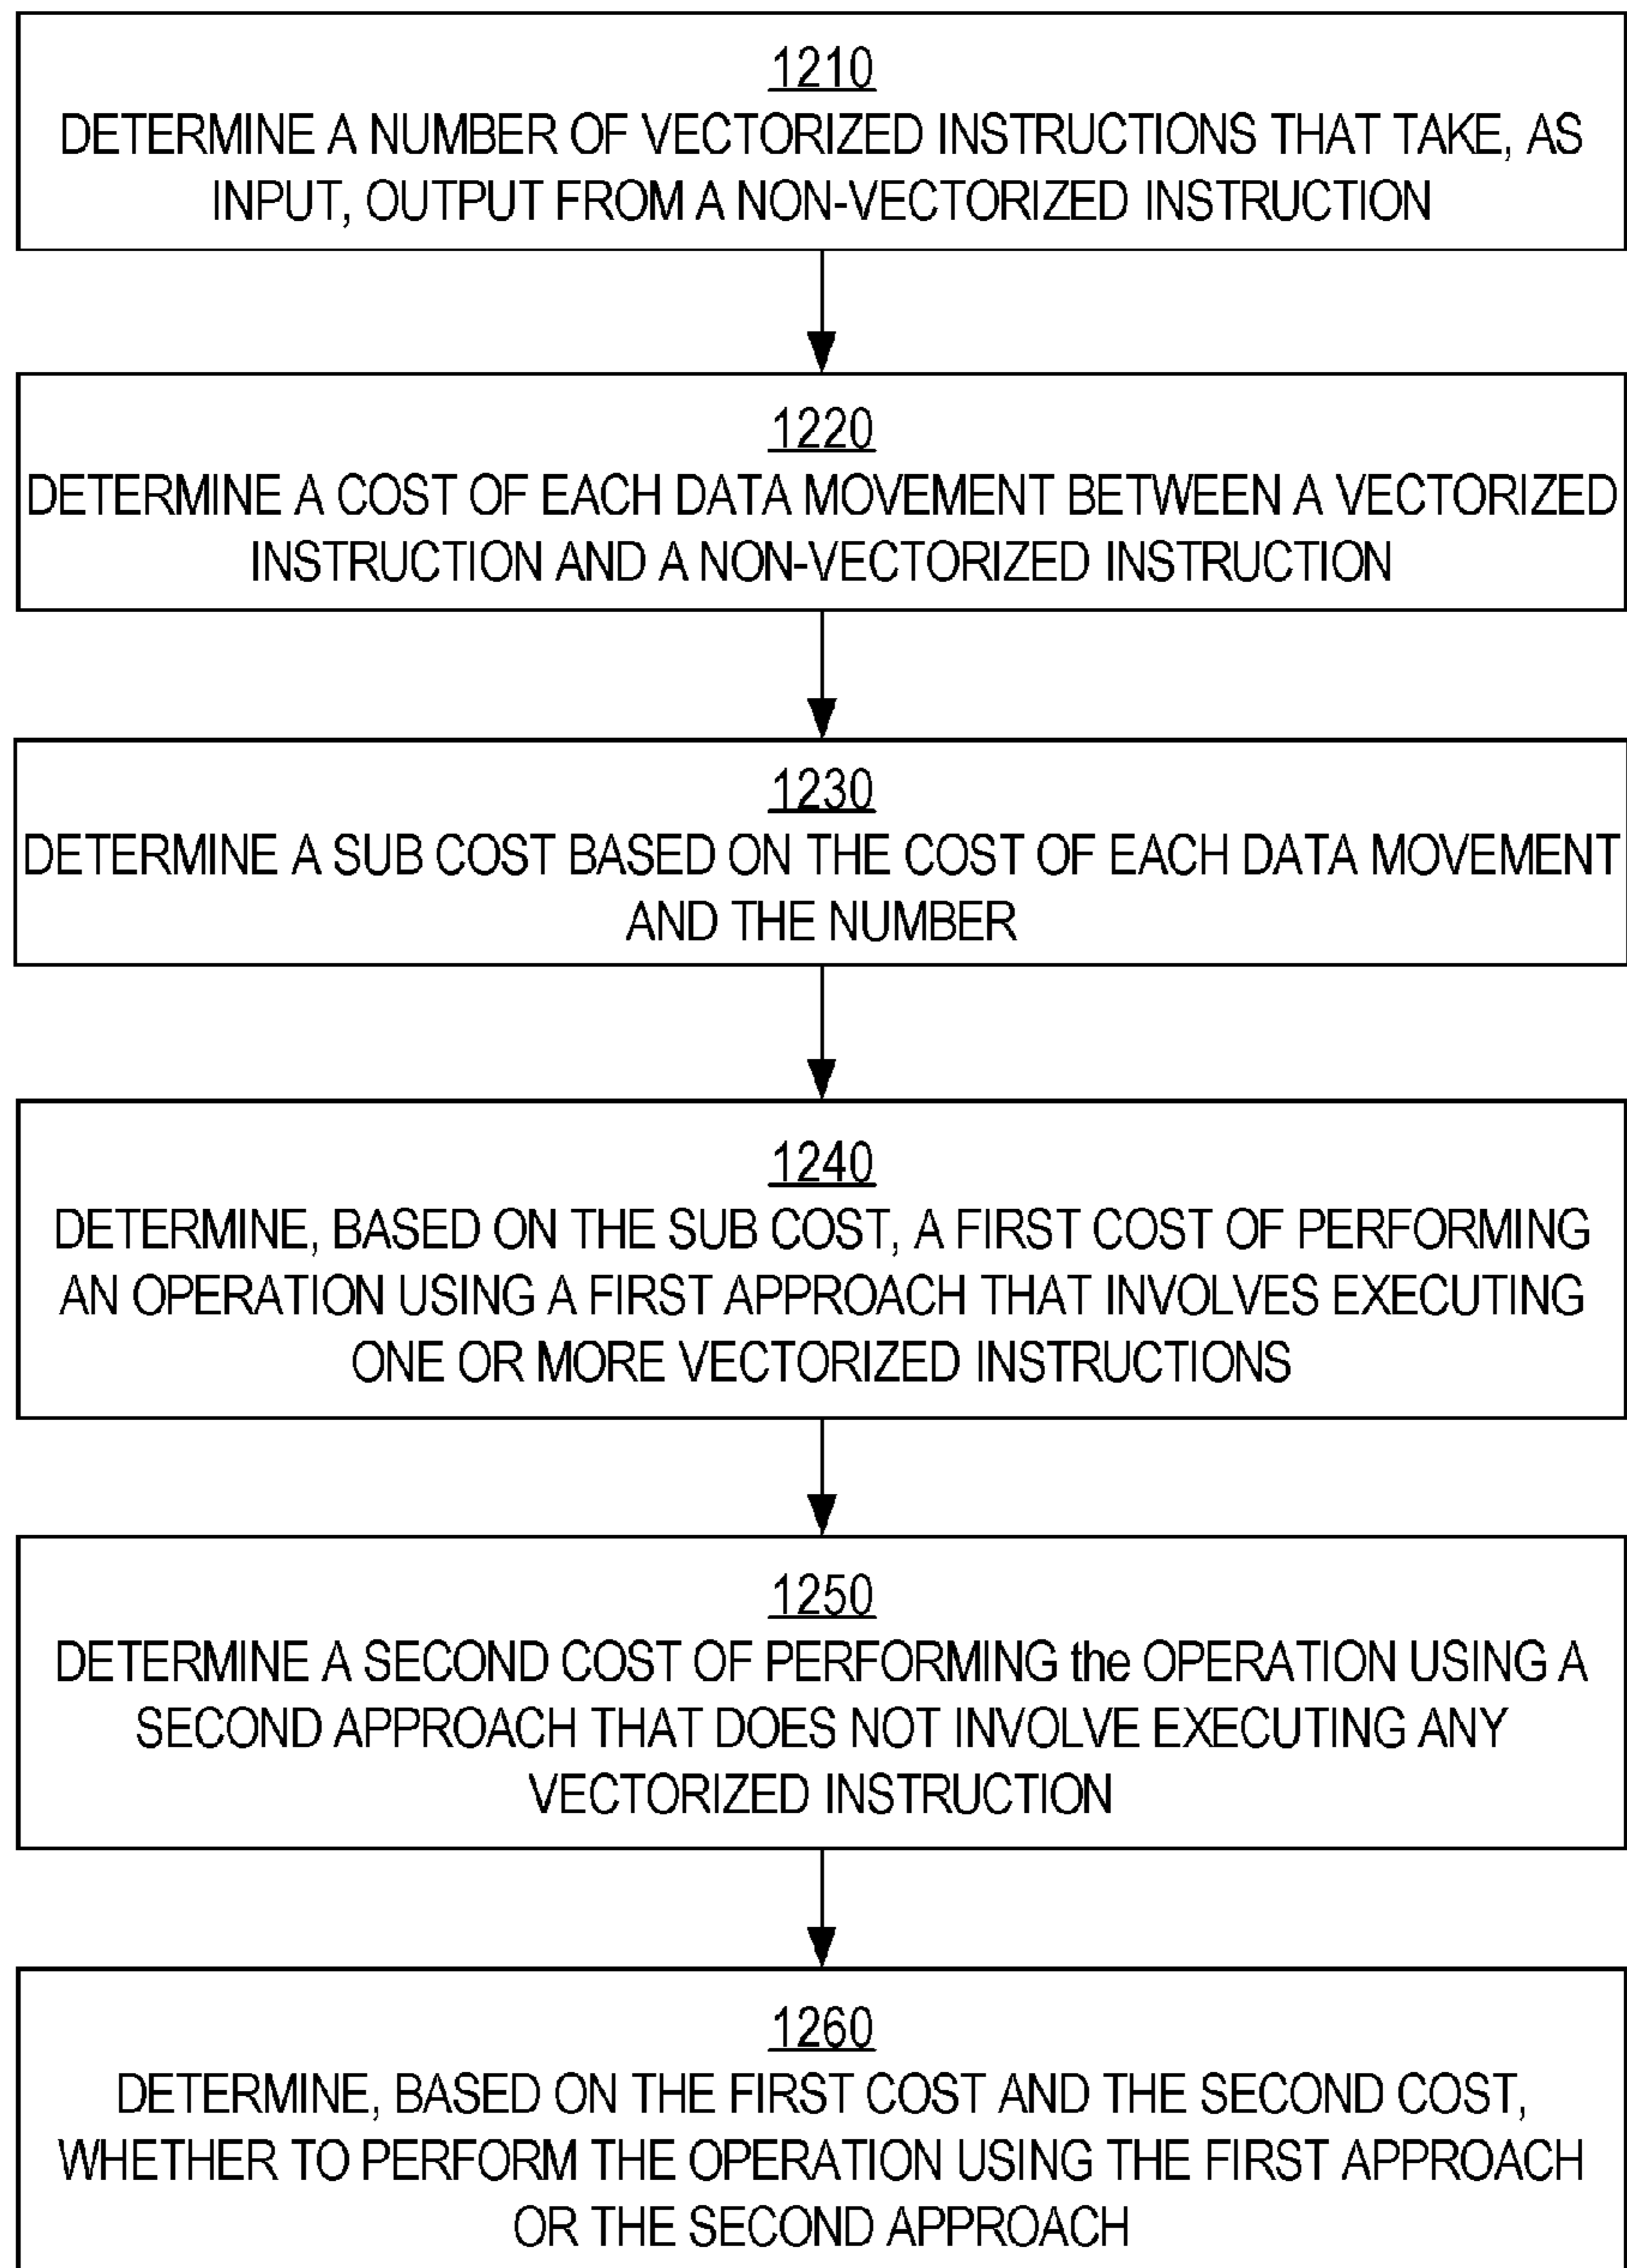 1210
DETERMINE A NUMBER OF VECTORIZED INSTRUCTIONS THAT TAKE, AS
INPUT, OUTPUT FROM A NON-VECTORIZED INSTRUCTION
1220
DETERMINE A COST OF EACH DATA MOVEMENT BETWEEN A VECTORIZED
INSTRUCTION AND A NON-VECTORIZED INSTRUCTION
1230
DETERMINE A SUB COST BASED ON THE COST OF EACH DATA MOVEMENT
AND THE NUMBER
1240
DETERMINE, BASED ON THE SUB COST, A FIRST COST OF PERFORMING
AN OPERATION USING A FIRST APPROACH THAT INVOLVES EXECUTING
ONE OR MORE VECTORIZED INSTRUCTIONS
1250
DETERMINE A SECOND COST OF PERFORMING the OPERATION USING A
SECOND APPROACH THAT DOES NOT INVOLVE EXECUTING ANY
VECTORIZED INSTRUCTION
1260
DETERMINE, BASED ON THE FIRST COST AND THE SECOND COST,
WHETHER TO PERFORM THE OPERATION USING THE FIRST APPROACH
OR THE SECOND APPROACH